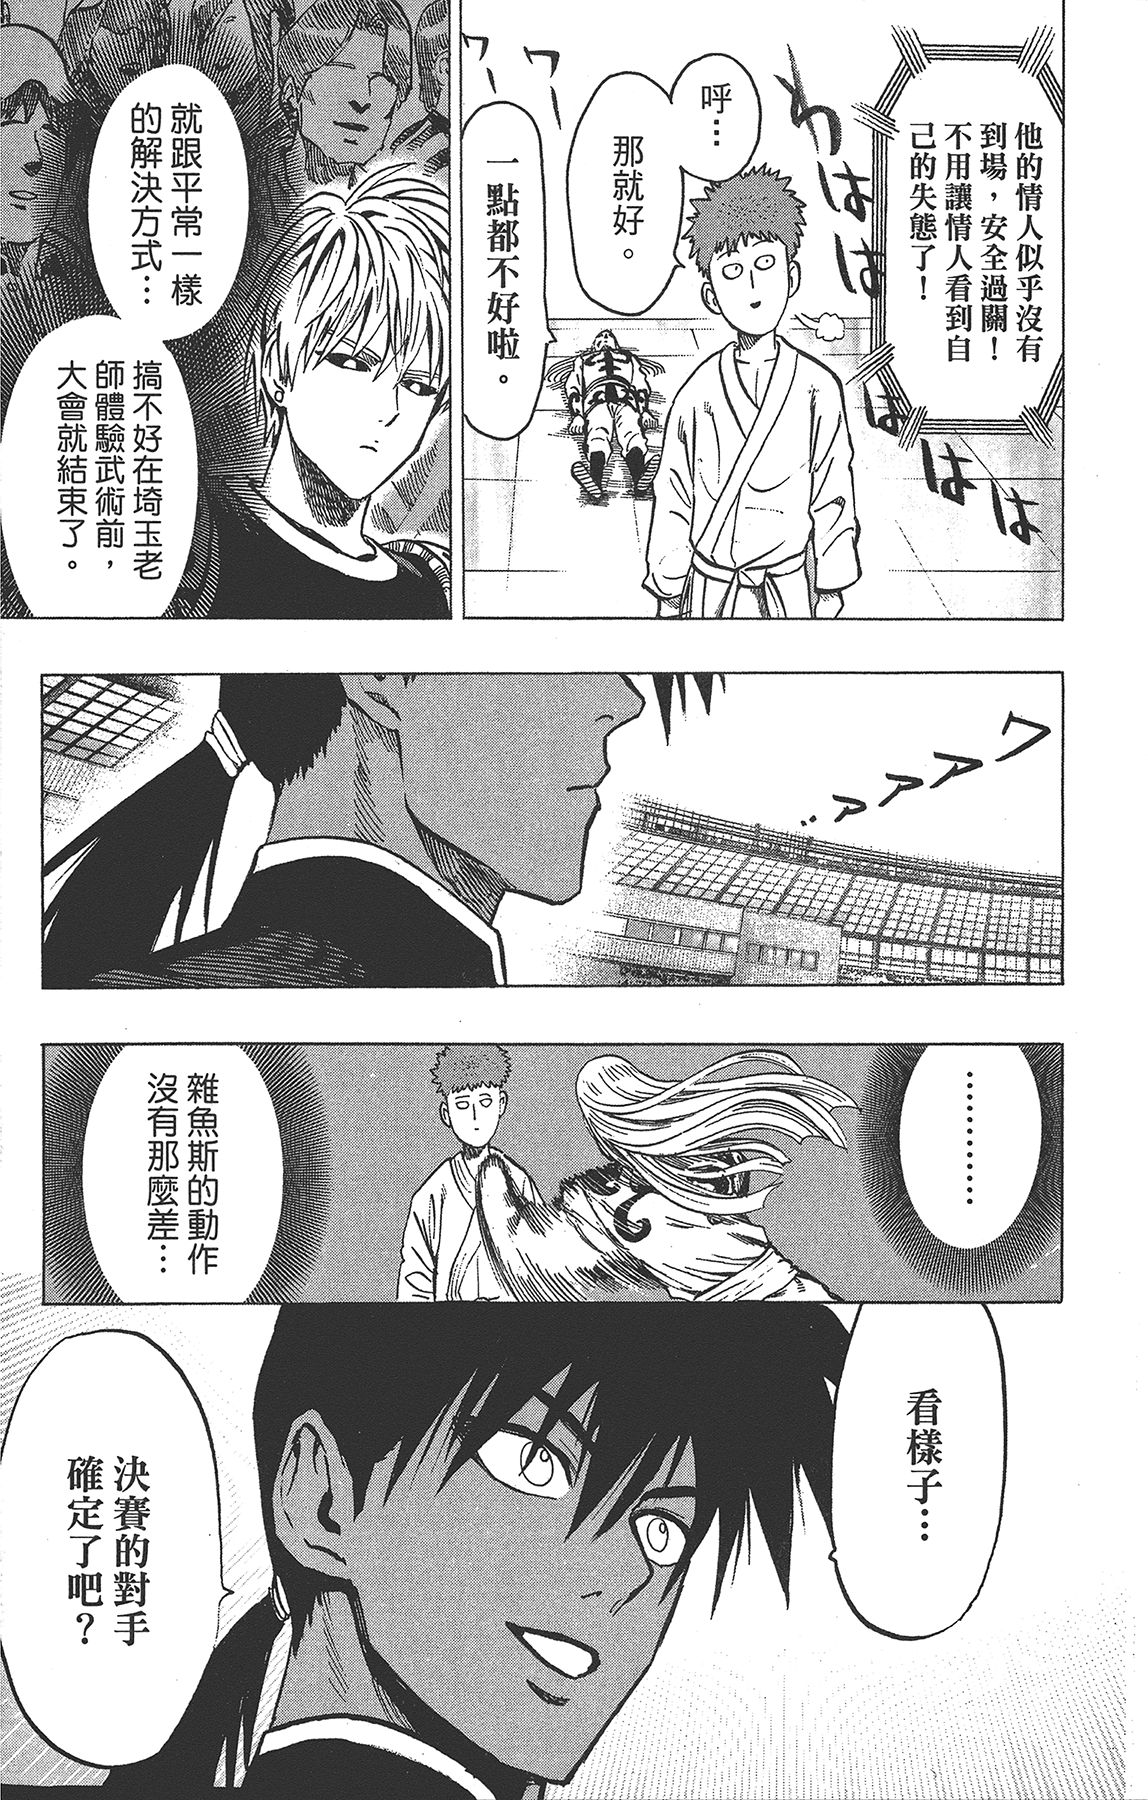 他的情人似乎沒有
到場，安全過關！
不用讓情人看到自
己的失態了！
呼…
那就好。
わははは
ははは
ワーワー
一點都不好啦。
就跟平常一樣
的解決方式…
搞不好在埼玉老
師體驗武術前，
大會就結束了。
ワァァァ‥
…………
雜魚斯的動作
沒有那麼差…
看樣子…
決賽的對手
確定了吧？